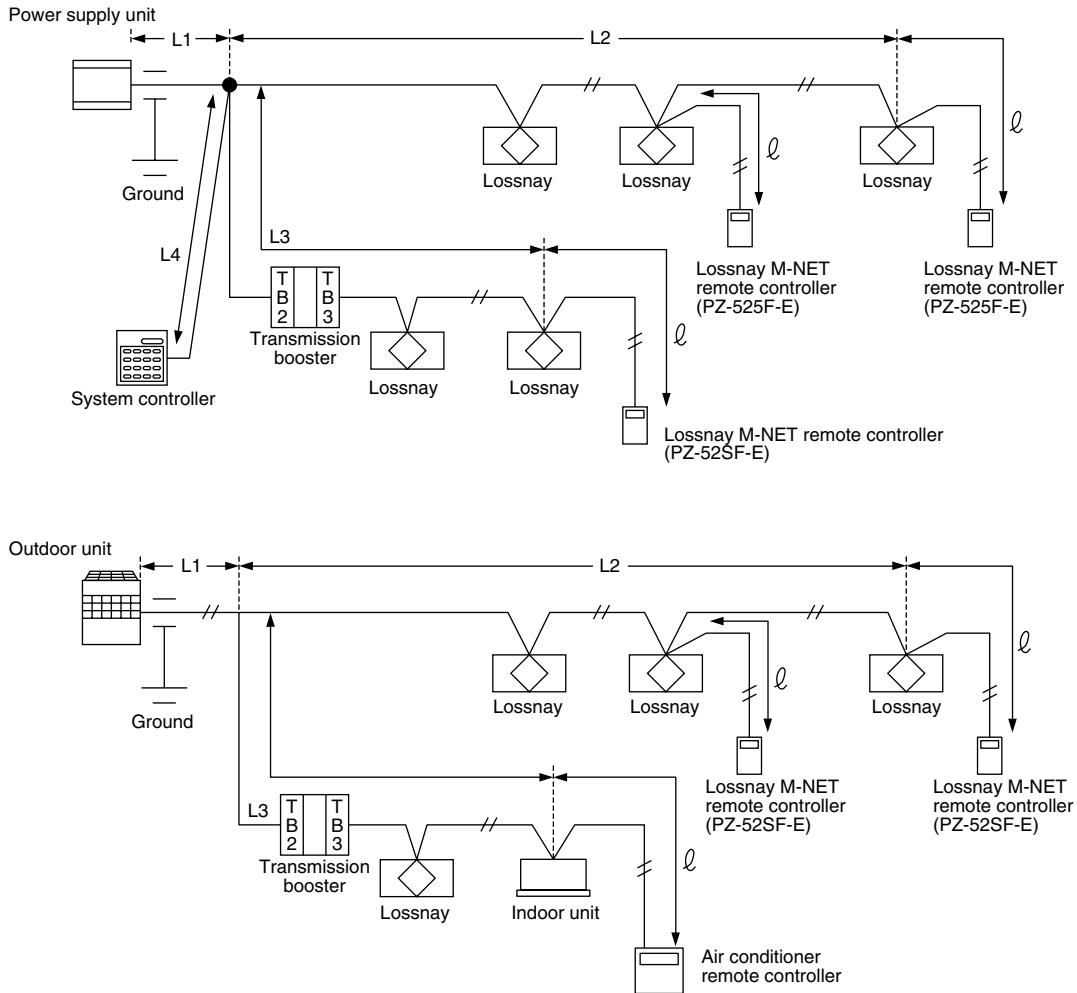 Power supply unit
L1
L2
Ground
Lossnay
Lossnay
Lossnay
ℓ
ℓ
L4
L3
T
B
2
T
B
3
Transmission
booster
Lossnay
Lossnay
ℓ
Lossnay M-NET
remote controller
(PZ-525F-E)
Lossnay M-NET
remote controller
(PZ-525F-E)
System controller
Lossnay M-NET remote controller
(PZ-52SF-E)
Outdoor unit
L1
L2
Ground
Lossnay
Lossnay
Lossnay
ℓ
ℓ
L3
T
B
2
T
B
3
Transmission
booster
Lossnay
Indoor unit
ℓ
Lossnay M-NET
remote controller
(PZ-52SF-E)
Lossnay M-NET
remote controller
(PZ-52SF-E)
Air conditioner
remote controller